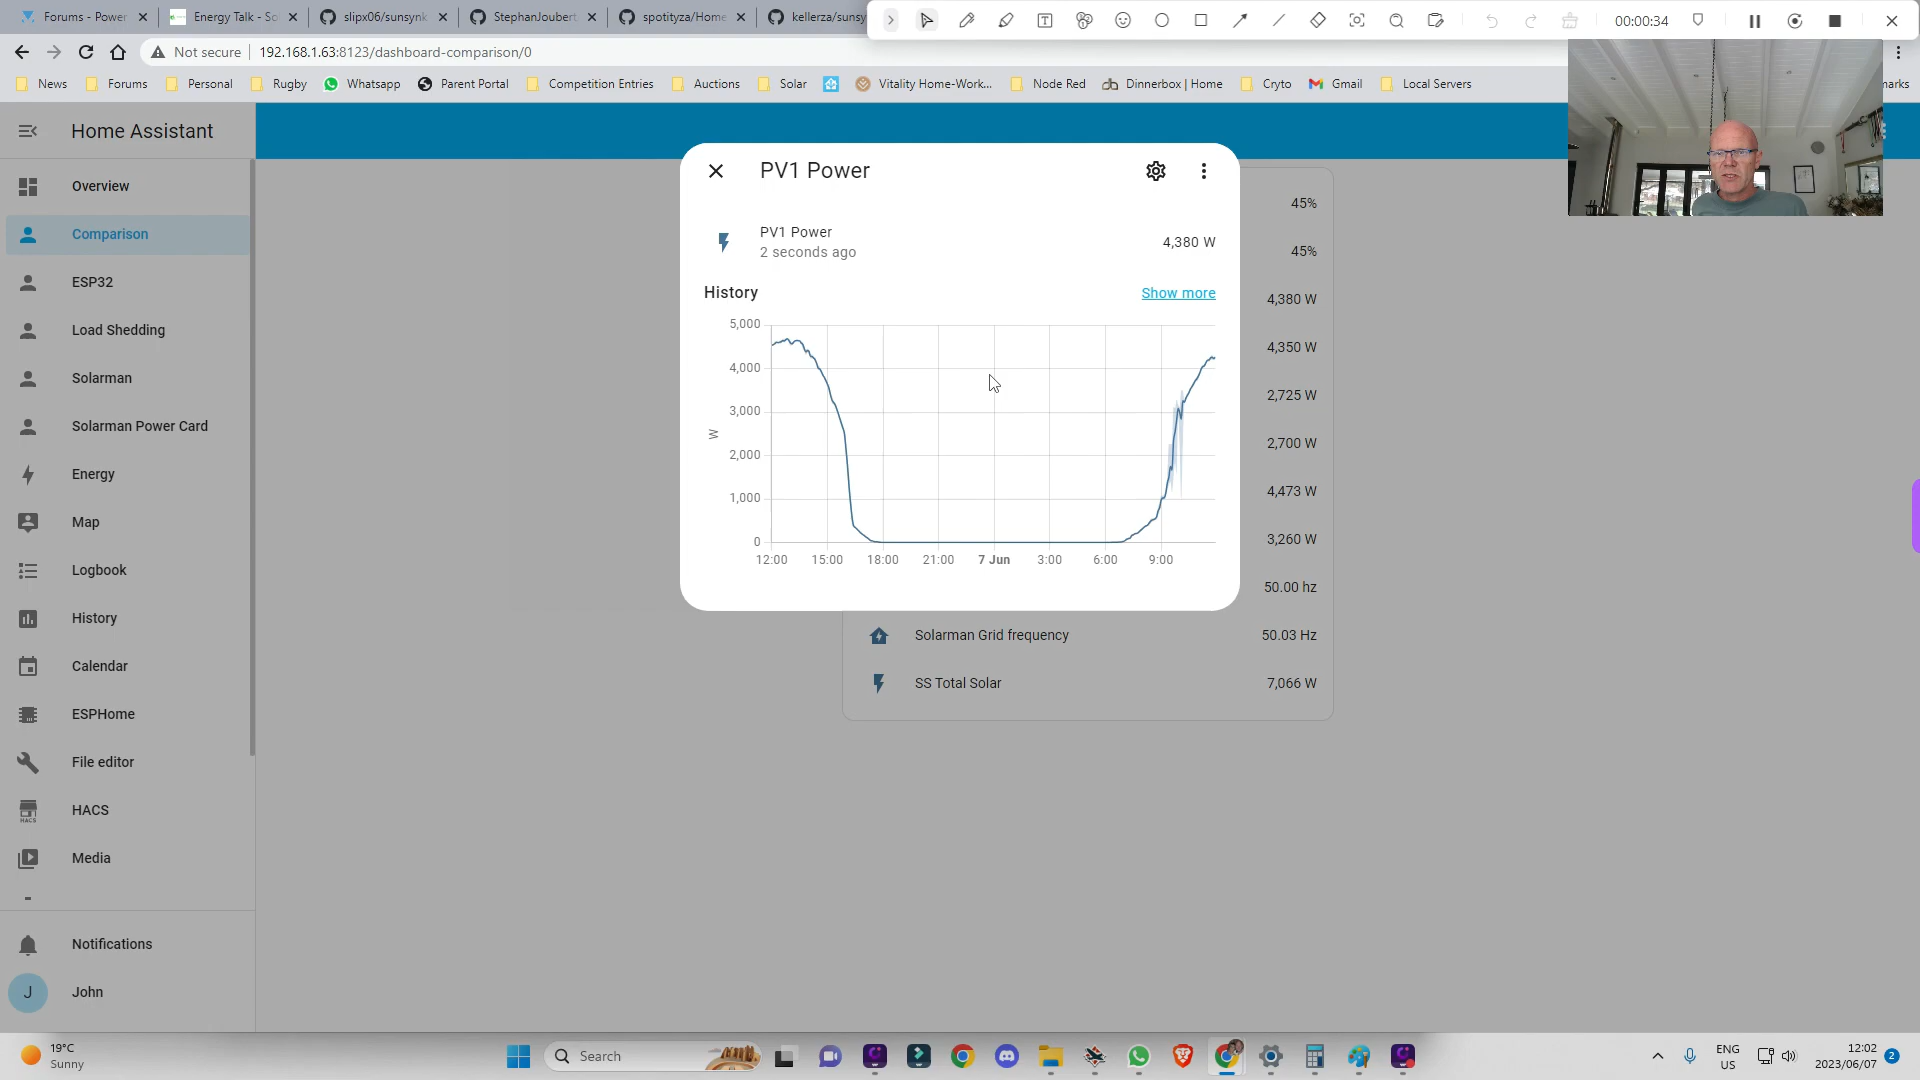 Forums - Power
Energy Talk - So
slipx06/sunsynk
StephanJoubert
spotityza/Home
kellerza/sunsy
00:00:34
Not secure
192.168.1.63:8123/dashboard-comparison/0
News
Forums
Personal
Rugby
Whatsapp
Parent Portal
Competition Entries
Auctions
Solar
Vitality Home-Work...
Node Red
Dinnerbox | Home
Cryto
Gmail
Local Servers
narks
Home Assistant
Overview
Comparison
ESP32
Load Shedding
Solarman
Solarman Power Card
Energy
Map
Logbook
History
Calendar
ESPHome
File editor
HACS
HACS
Media
Notifications
J
John
PV1 Power
PV1 Power
2 seconds ago
4,380 W
History
Show more
5,000
4,000
3,000
2,000
1,000
0
W
12:00
15:00
18:00
21:00
7 Jun
3:00
6:00
9:00
45%
45%
4,380 W
4,350 W
2,725 W
2,700 W
4,473 W
3,260 W
50.00 hz
Solarman Grid frequency
50.03 Hz
SS Total Solar
7,066 W
19°C
Sunny
Search
ENG
US
12:02
2023/06/07
2